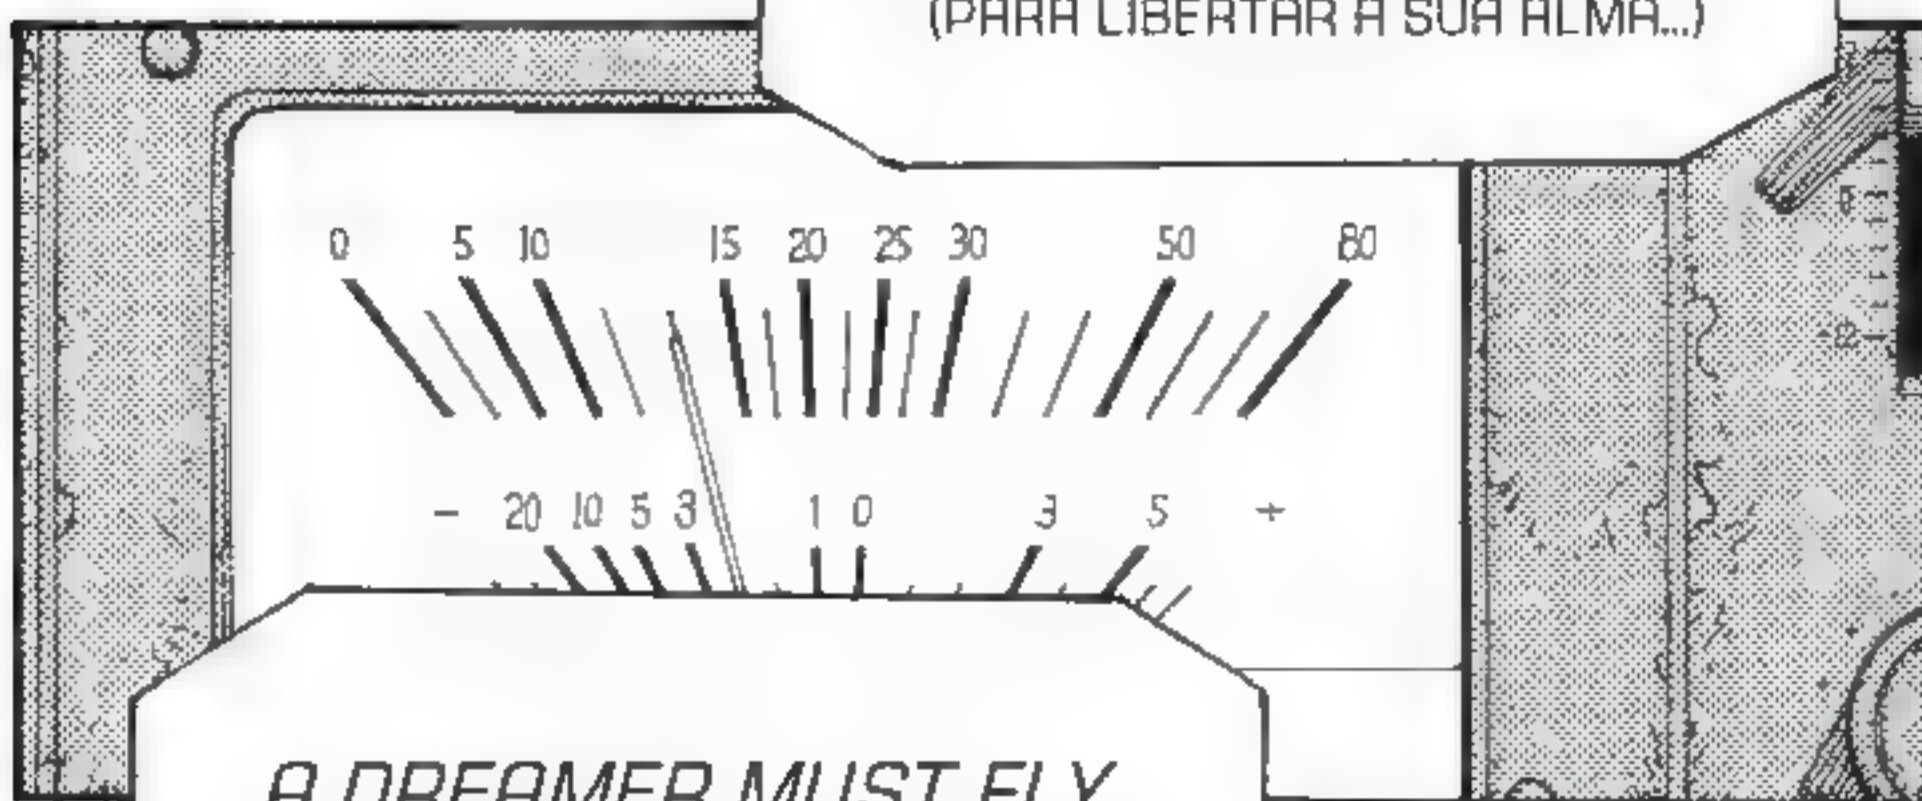 (PARA LIBERTAR A SUA ALMA...)
0 5 10 15 20 25 30 50 80
− 20 10 5 3 1 0 3 5 +
A DREAMER MUST FLY